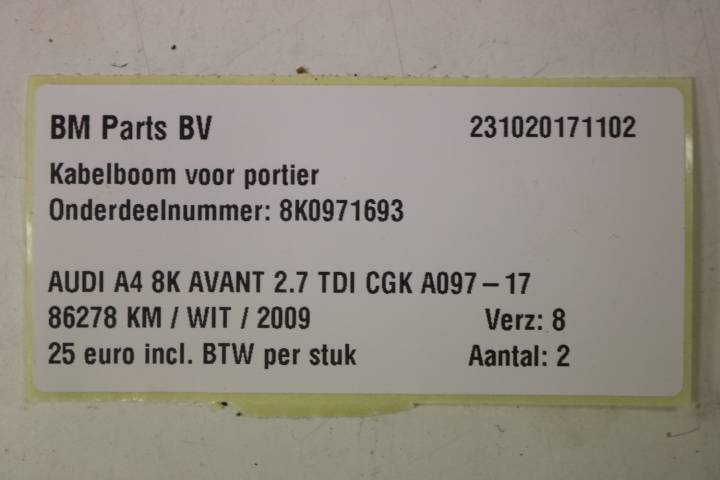 BM Parts BV 231020171102
Kabelboom voor portier
Onderdeelnummer: 8K0971693
AUDI A4 8K AVANT 2.7 TDI CGK A097 – 17
86278 KM / WIT / 2009 Verz: 8
25 euro incl. BTW per stuk Aantal: 2